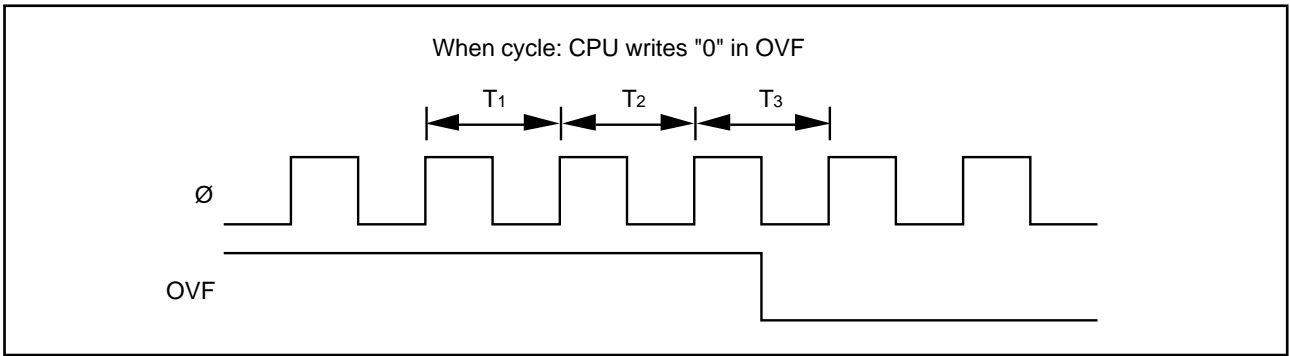 When cycle: CPU writes "0" in OVF
T1 T2 T3
Ø
OVF